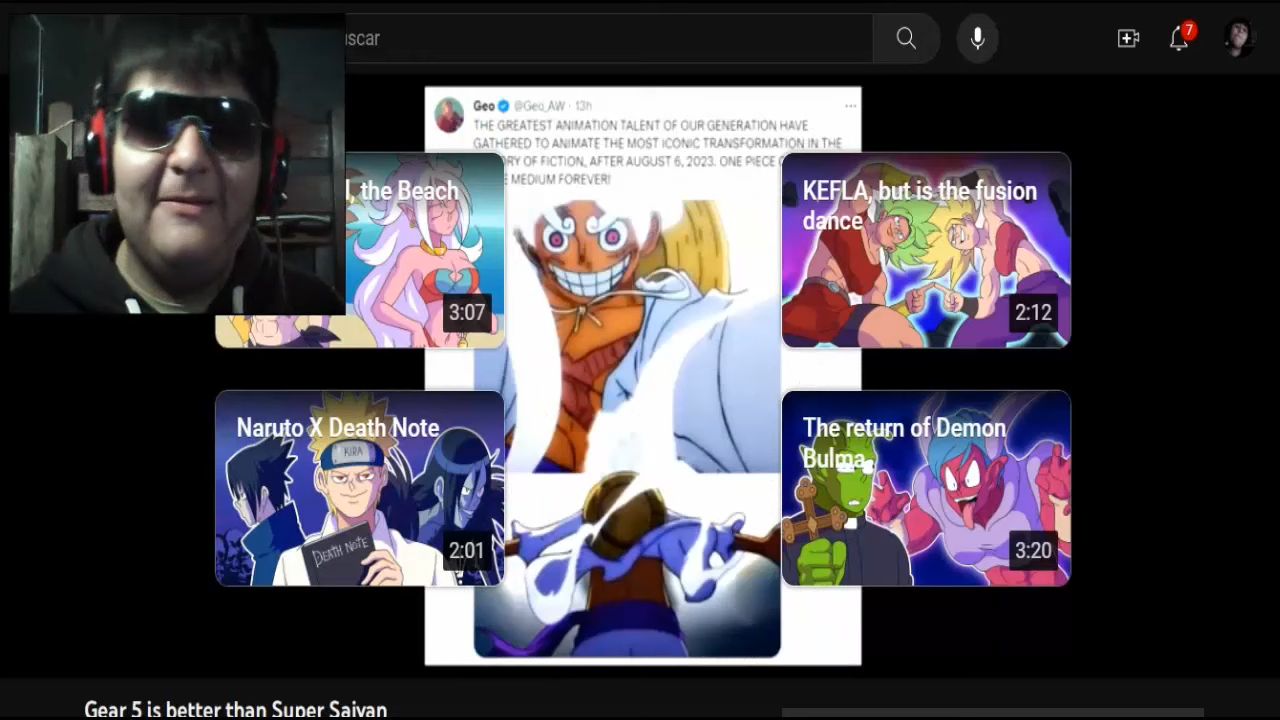 uscar
7
Geo @Geo_AW · 13h
THE GREATEST ANIMATION TALENT OF OUR GENERATION HAVE
GATHERED TO ANIMATE THE MOST ICONIC TRANSFORMATION IN THE
ORY OF FICTION, AFTER AUGUST 6, 2023. ONE PIECE
MEDIUM FOREVER!
, the Beach
3:07
KEFLA, but is the fusion
dance
2:12
Naruto X Death Note
KIRA
DEATH NOTE
2:01
The return of Demon
Bulma
3:20
Gear 5 is better than Super Saiyan